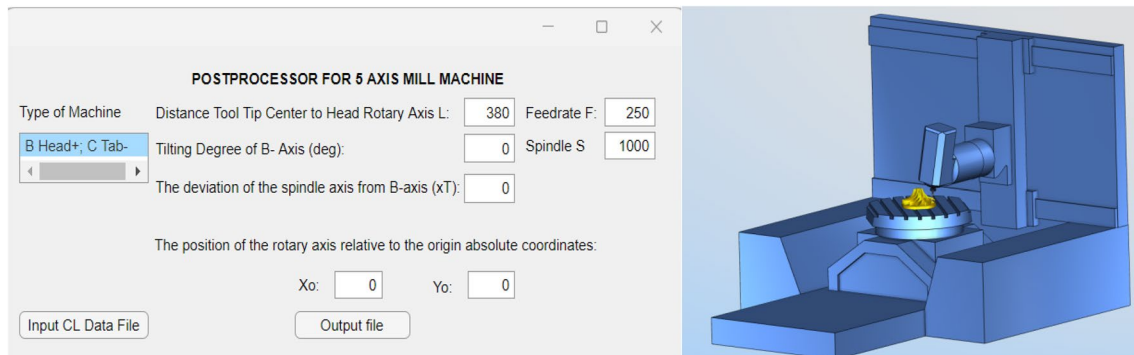 POSTPROCESSOR FOR 5 AXIS MILL MACHINE
Type of Machine
B Head+; C Tab-
Distance Tool Tip Center to Head Rotary Axis L: 380 Feedrate F: 250
Tilting Degree of B- Axis (deg): 0 Spindle S 1000
The deviation of the spindle axis from B-axis (xT): 0
The position of the rotary axis relative to the origin absolute coordinates:
Xo: 0 Yo: 0
Input CL Data File Output file